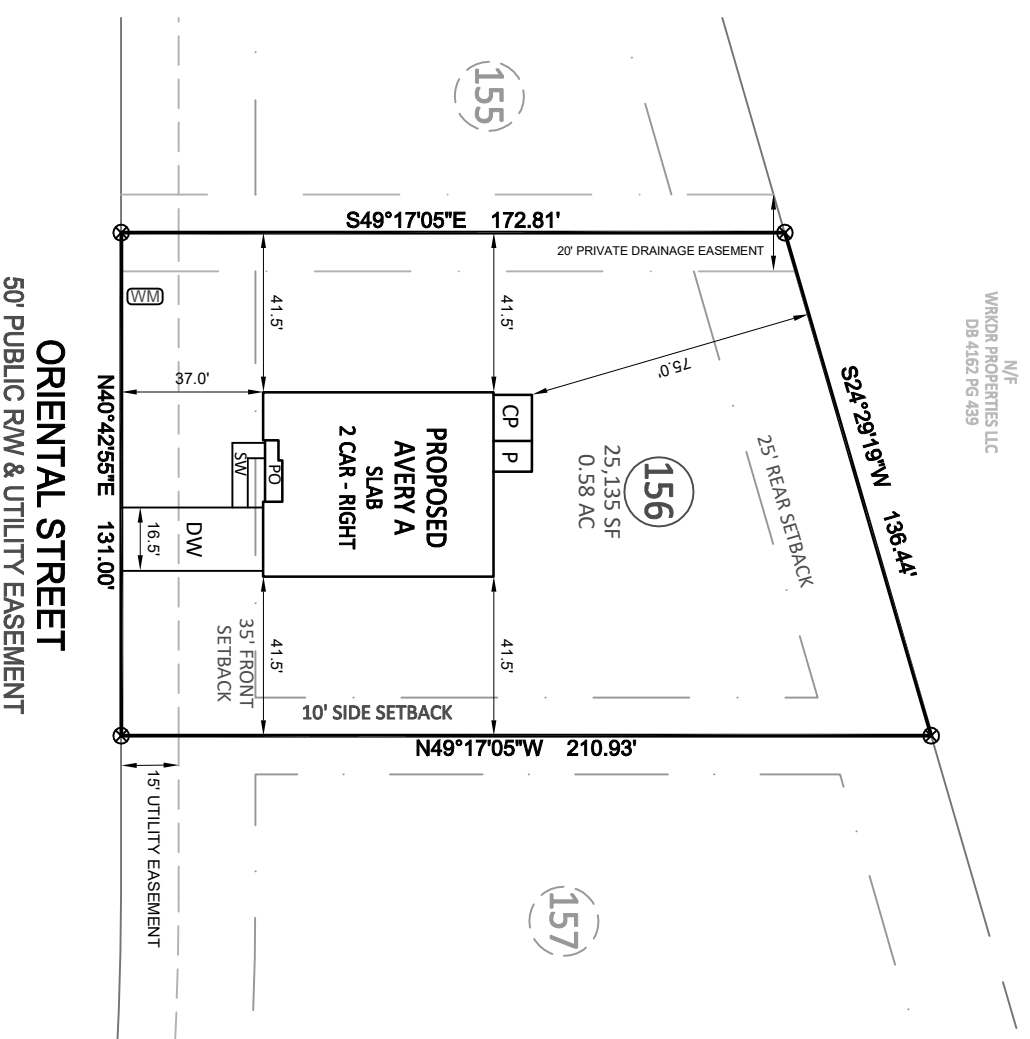 N/F
WRKDR PROPERTIES LLC
DB 4162 PG 439
155
S49°17'05"E 172.81'
20' PRIVATE DRAINAGE EASEMENT
WM
41.5'
41.5'
37.0'
75.0'
S24°29'19"W 136.44'
25' REAR SETBACK
CP
P
156
25,135 SF
0.58 AC
PROPOSED
AVERY A
SLAB
2 CAR - RIGHT
PO
SW
DW
16.5'
N40°42'55"E 131.00'
ORIENTAL STREET
50' PUBLIC R/W & UTILITY EASEMENT
41.5'
41.5'
35' FRONT
SETBACK
10' SIDE SETBACK
N49°17'05"W 210.93'
15' UTILITY EASEMENT
157